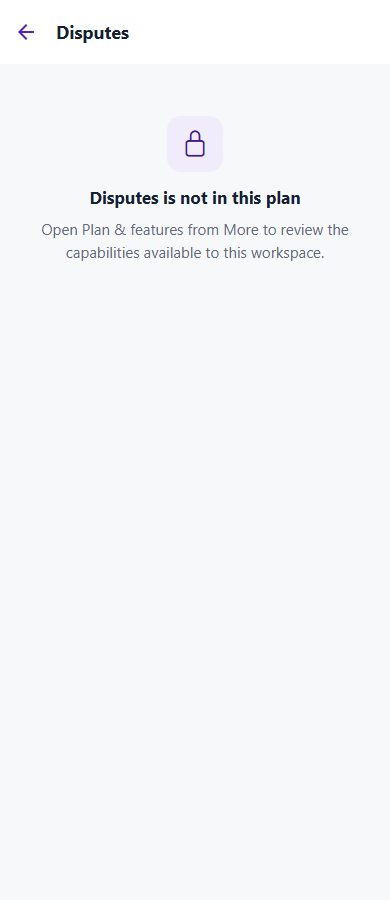 Disputes
Disputes is not in this plan
Open Plan & features from More to review the
capabilities available to this workspace.